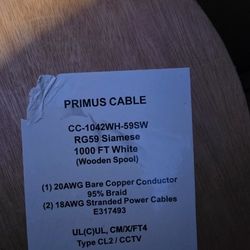 PRIMUS CABLE
CC-1042WH-59SW
RG59 Siamese
1000 FT White
(Wooden Spool)
(1) 20AWG Bare Copper Conductor
95% Braid
(2) 18AWG Stranded Power Cables
E317493
UL(C)UL, CM/X/FT4
Type CL2 / CCTV